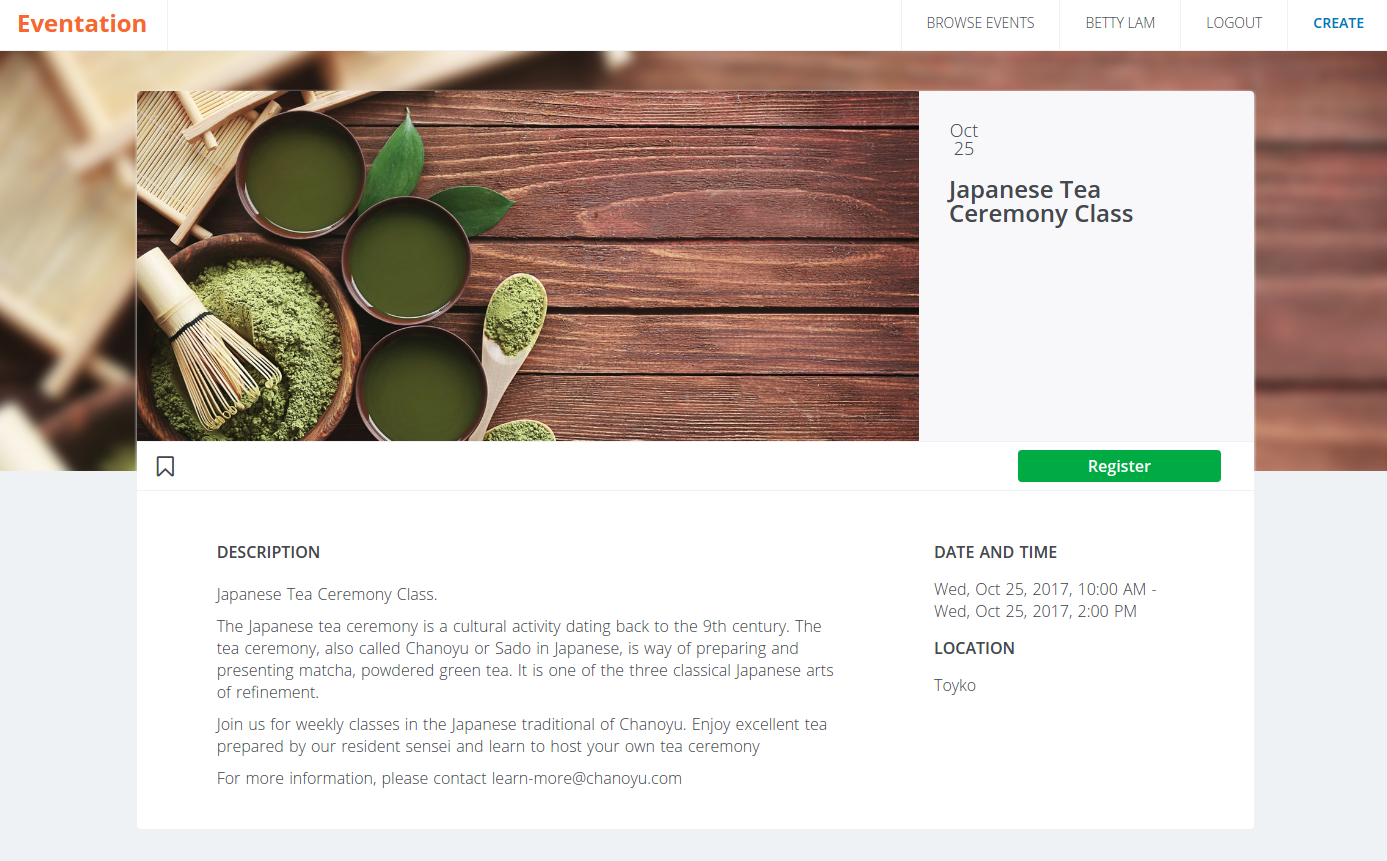 Eventation
BROWSE EVENTS
BETTY LAM
LOGOUT
CREATE
Oct
25
Japanese Tea
Ceremony Class
Register
DESCRIPTION
Japanese Tea Ceremony Class.
The Japanese tea ceremony is a cultural activity dating back to the 9th century. The
tea ceremony, also called Chanoyu or Sado in Japanese, is way of preparing and
presenting matcha, powdered green tea. It is one of the three classical Japanese arts
of refinement.
Join us for weekly classes in the Japanese traditional of Chanoyu. Enjoy excellent tea
prepared by our resident sensei and learn to host your own tea ceremony
For more information, please contact learn-more@chanoyu.com
DATE AND TIME
Wed, Oct 25, 2017, 10:00 AM -
Wed, Oct 25, 2017, 2:00 PM
LOCATION
Toyko